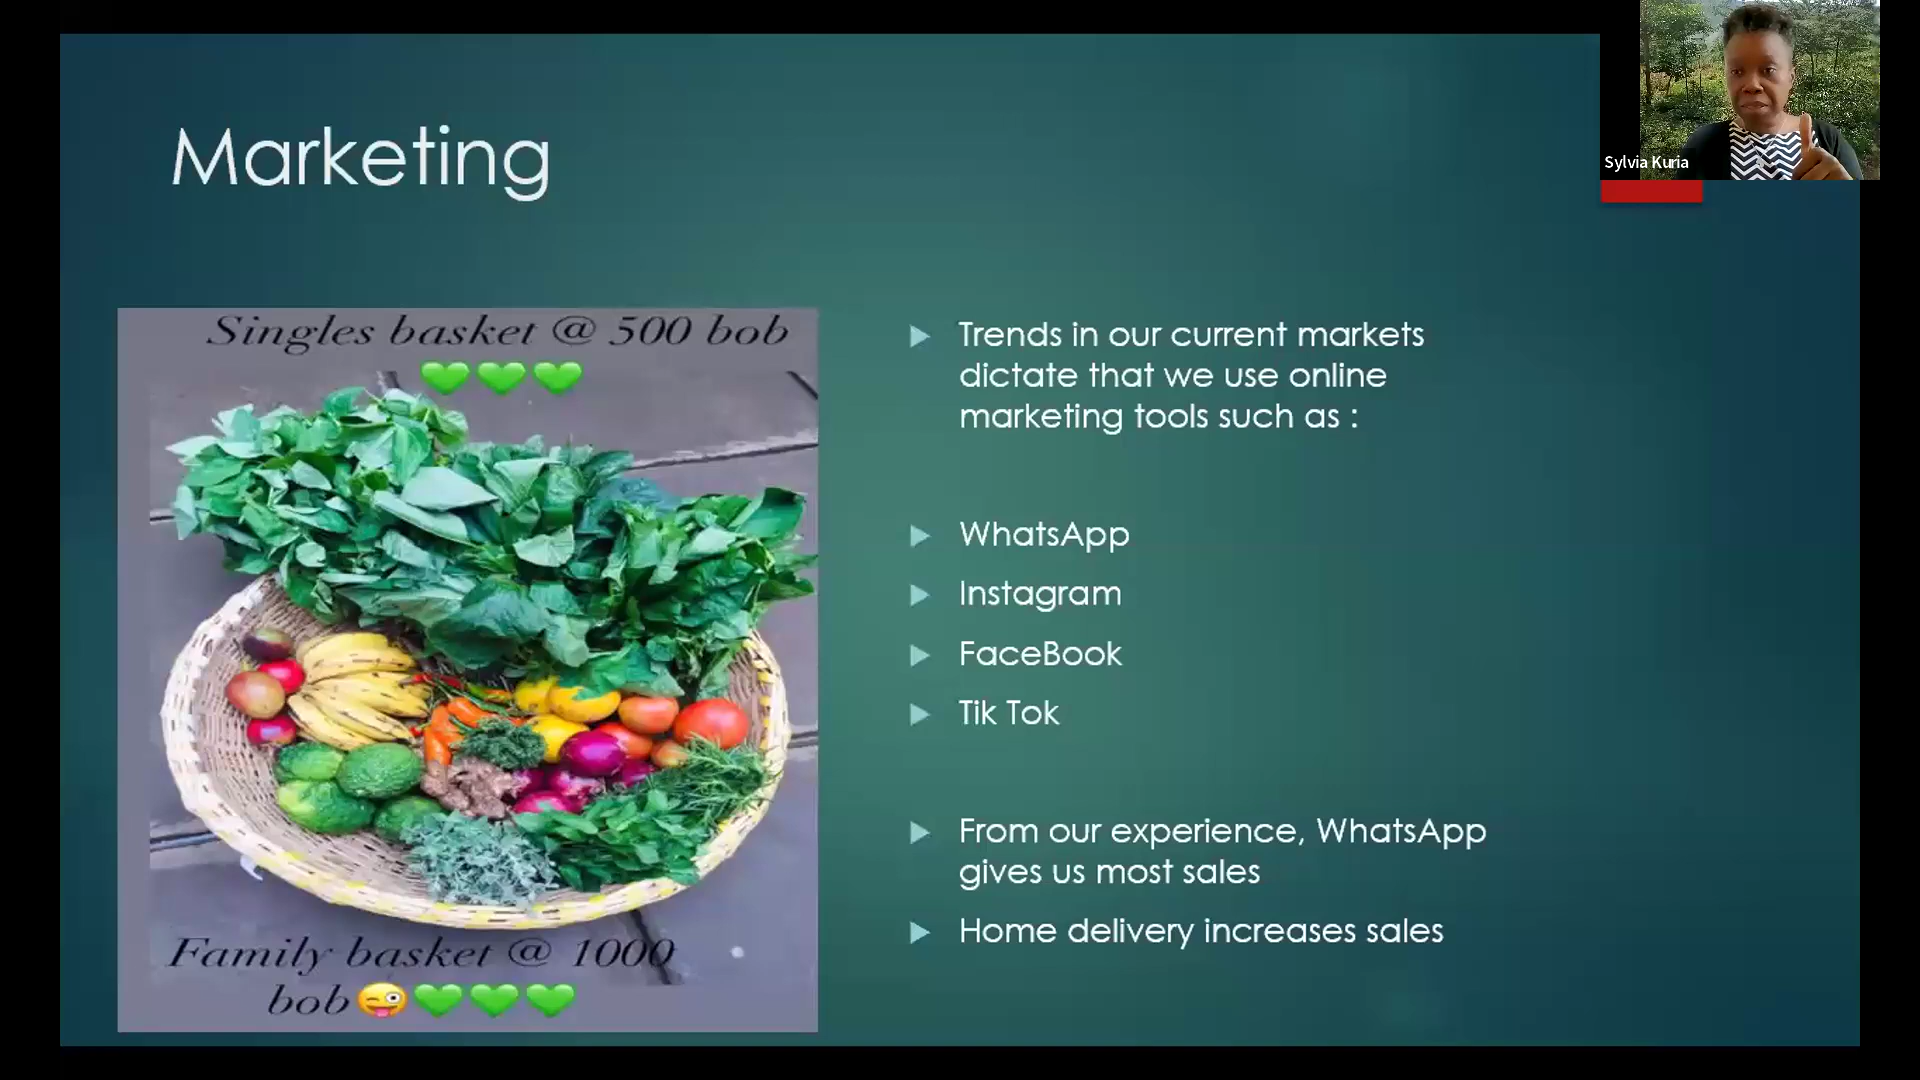 Marketing
Sylvia Kuria
Singles basket @ 500 bob
💚💚💚
Family basket @ 1000
bob😜💚💚💚
Trends in our current markets
dictate that we use online
marketing tools such as :
WhatsApp
Instagram
FaceBook
Tik Tok
From our experience, WhatsApp
gives us most sales
Home delivery increases sales